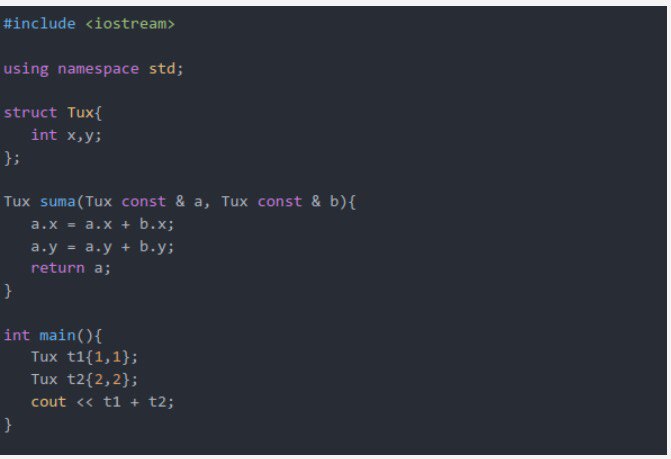 #include <iostream>
using namespace std;
struct Tux{
int x,y;
};
Tux suma(Tux const & a, Tux const & b){
a.x = a.x + b.x;
a.y = a.y + b.y;
return a;
}
int main(){
Tux t1{1,1};
Tux t2{2,2};
cout << t1 + t2;
}